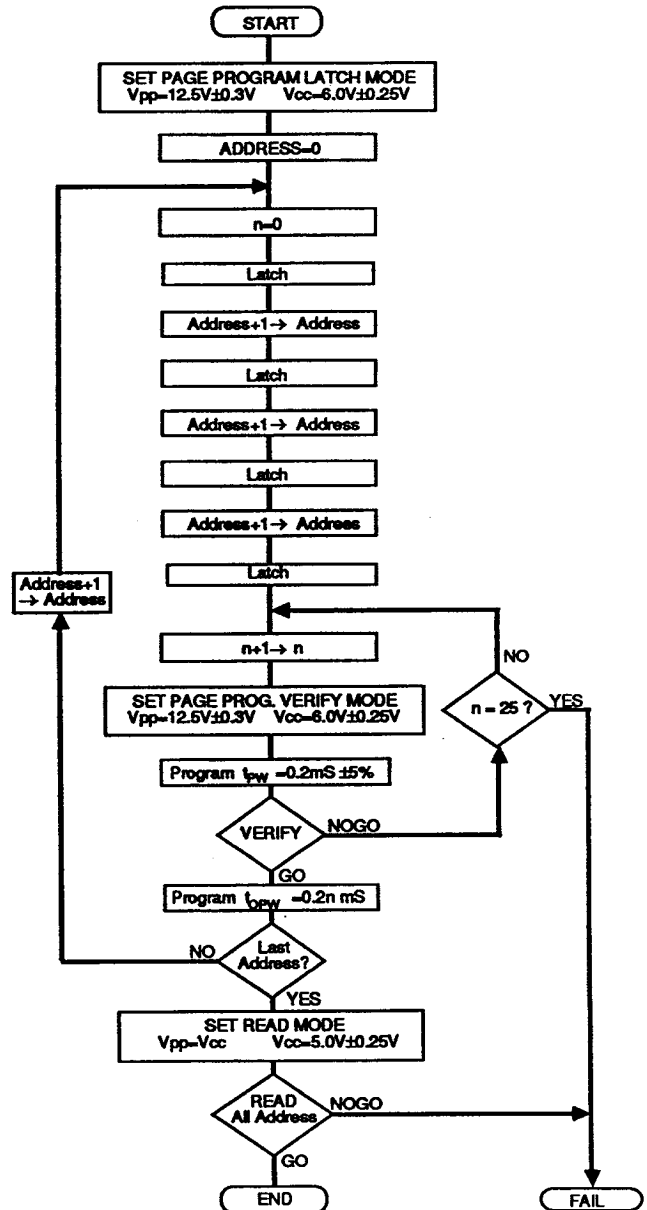 START
SET PAGE PROGRAM LATCH MODE
Vpp=12.5V±0.3V Vcc=6.0V±0.25V
ADDRESS=0
n=0
Latch
Address+1→ Address
Latch
Address+1→ Address
Latch
Address+1→ Address
Latch
Address+1
→ Address
n+1→ n
NO
SET PAGE PROG. VERIFY MODE
Vpp=12.5V±0.3V Vcc=6.0V±0.25V
n = 25 ?
YES
Program tPW =0.2mS ±5%
VERIFY
NOGO
GO
Program tOPW =0.2n mS
NO
Last
Address?
YES
SET READ MODE
Vpp=Vcc Vcc=5.0V±0.25V
READ
All Address
NOGO
GO
END
FAIL